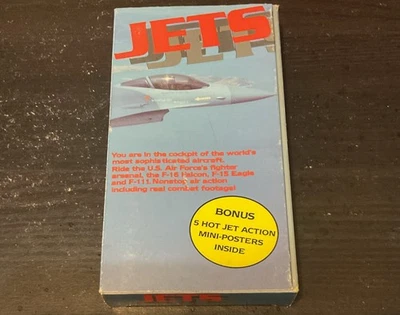 JETS
You are in the cockpit of the world's
most sophisticated aircraft.
Ride the U.S. Air Force's fighter
arsenal, the F-16 Falcon, F-15 Eagle
and F-111 Nonstop air action
including real combat footage!
BONUS
5 HOT JET ACTION
MINI-POSTERS
INSIDE
JETS